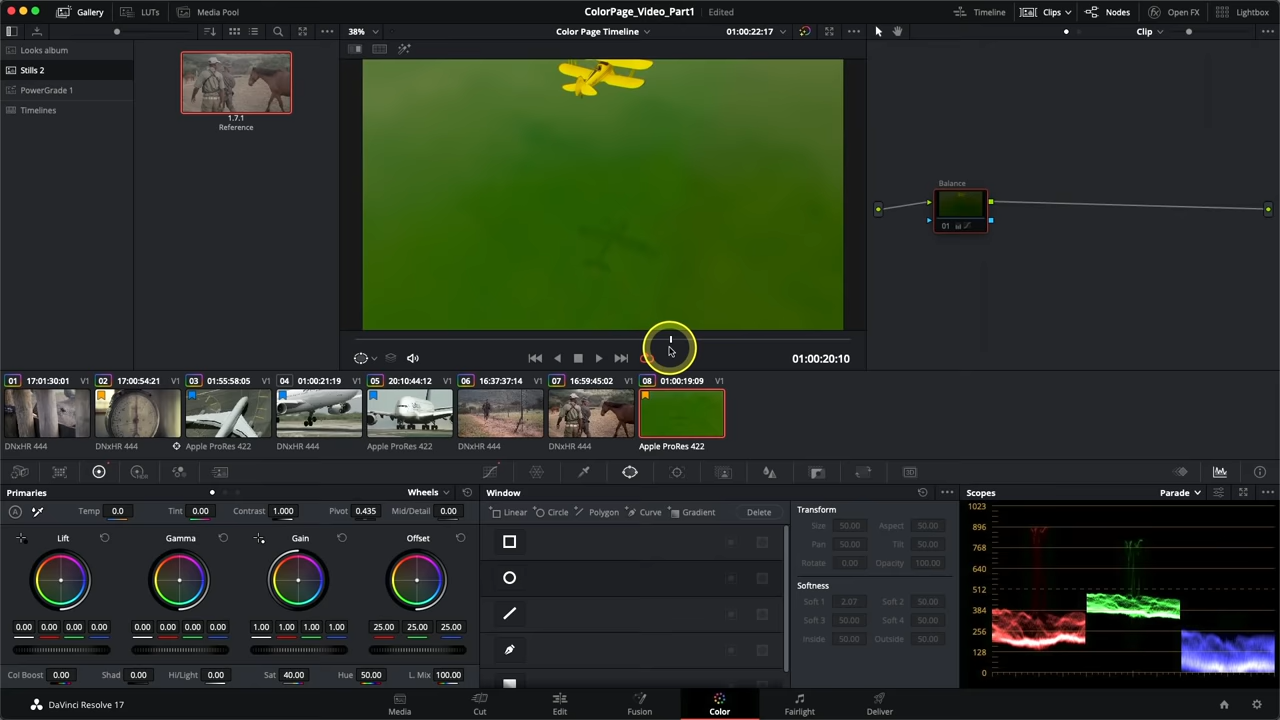 Gallery LUTs Media Pool ColorPage_Video_Part1 Edited Timeline Clips Nodes Open FX Lightbox
38% Color Page Timeline 01:00:22:17 Clip
Looks album
Stills 2
PowerGrade 1
Timelines
1.7.1
Reference
Balance
01
01:00:20:10
01 17:01:30:01 V1 02 17:00:54:21 V1 03 01:55:58:05 V1 04 01:00:21:19 V1 05 20:10:44:12 V1 06 16:37:37:14 V1 07 16:59:45:02 V1 08 01:00:19:09 V1
DNxHR 444 DNxHR 444 Apple ProRes 422 DNxHR 444 Apple ProRes 422 DNxHR 444 DNxHR 444 Apple ProRes 422
Primaries Wheels Window Scopes Parade
A Temp 0.0 Tint 0.00 Contrast 1.000 Pivot 0.435 Mid/Detail 0.00
Lift Gamma Gain Offset
0.00 0.00 0.00 0.00 0.00 0.00 0.00 0.00 1.00 1.00 1.00 1.00 25.00 25.00 25.00
Col Boost 0.00 Shad 0.00 Hi/Light 0.00 Sat 40.00 Hue 50.00 L. Mix 100.00
Linear Circle Polygon Curve Gradient Delete
Transform
Size 50.00 Aspect 50.00
Pan 50.00 Tilt 50.00
Rotate 0.00 Opacity 100.00
Softness
Soft 1 2.07 Soft 2 50.00
Soft 3 50.00 Soft 4 50.00
Inside 50.00 Outside 50.00
1023
896
768
640
512
384
256
128
0
DaVinci Resolve 17 Media Cut Edit Fusion Color Fairlight Deliver